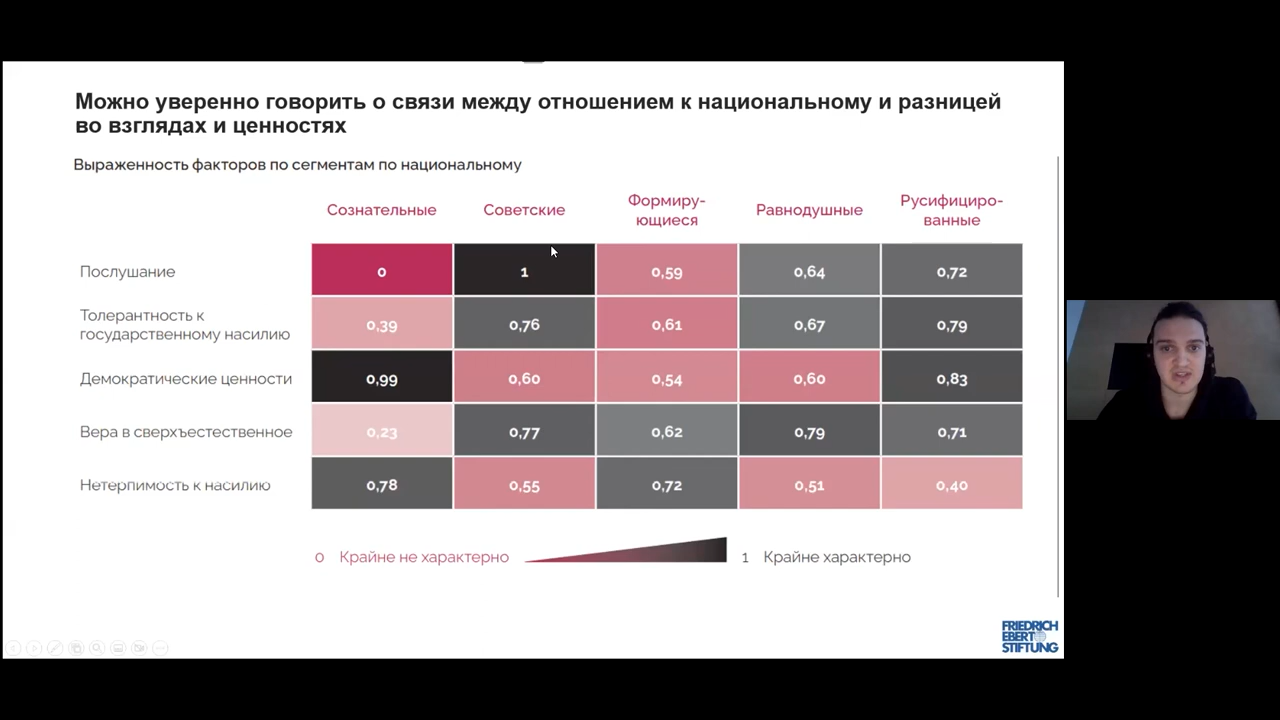 Можно уверенно говорить о связи между отношением к национальному и разницей
во взглядах и ценностях
Выраженность факторов по сегментам по национальному
Сознательные
Советские
Формиру-
ющиеся
Равнодушные
Русифициро-
ванные
Послушание
0
1
0,59
0,64
0,72
Толерантность к
государственному насилию
0,39
0,76
0,61
0,67
0,79
Демократические ценности
0,99
0,60
0,54
0,60
0,83
Вера в сверхъестественное
0,23
0,77
0,62
0,79
0,71
Нетерпимость к насилию
0,78
0,55
0,72
0,51
0,40
0 Крайне не характерно
1 Крайне характерно
FRIEDRICH
EBERT
STIFTUNG